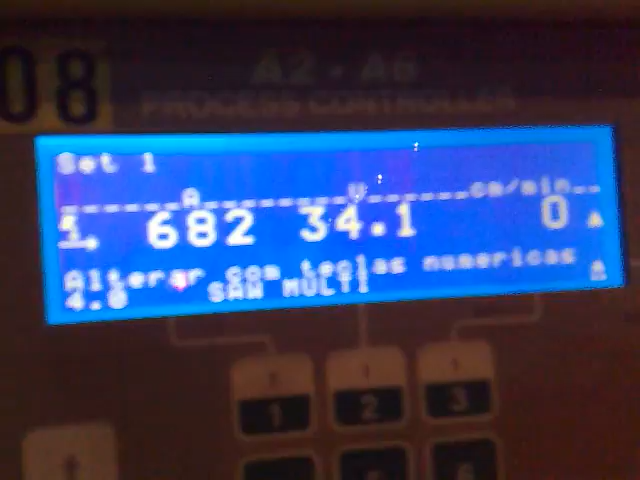 08
A2 - A6
PROCESS CONTROLLER
Set 1
A V cm/min
682 34.1 0
Alterar com teclas numericas
4.0 SAW MULTI
1 2 3
6